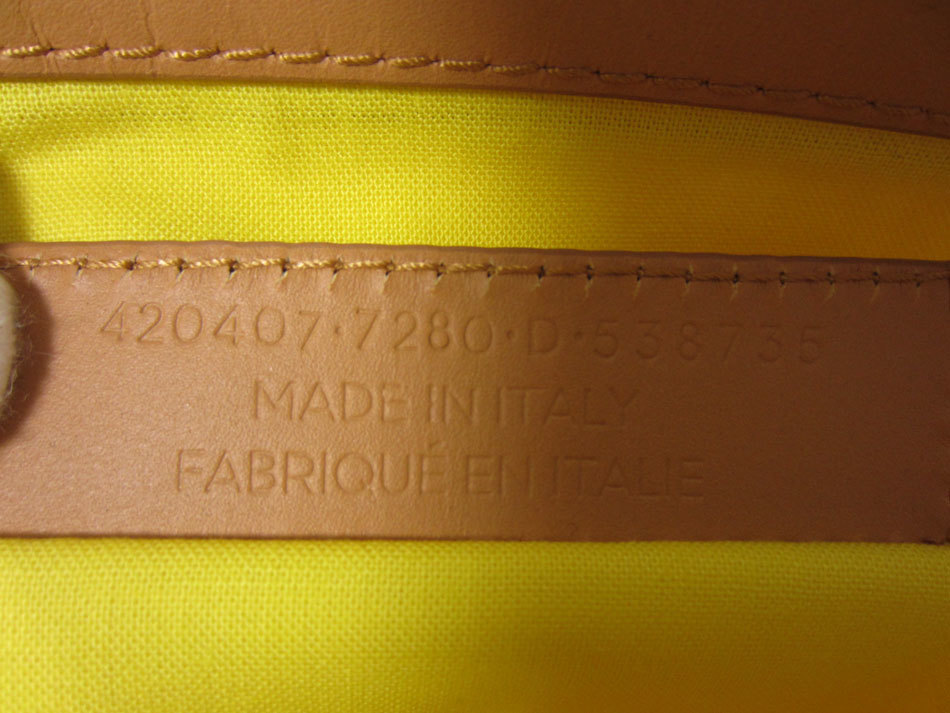 420407·7280·D·538735
MADE IN ITALY
FABRIQUÉ EN ITALIE